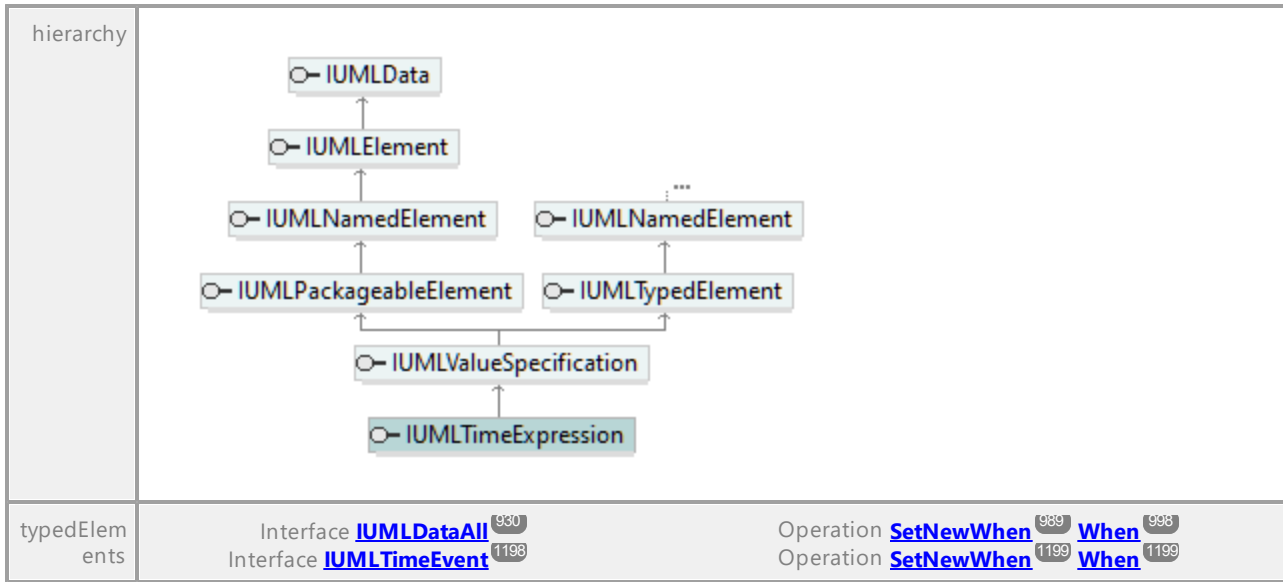 hierarchy
IUMLData
IUMLElement
...
IUMLNamedElement IUMLNamedElement
IUMLPackageableElement IUMLTypedElement
IUMLValueSpecification
IUMLTimeExpression
typedElem
ents
Interface IUMLDataAll 930 Operation SetNewWhen 989 When 998
Interface IUMLTimeEvent 1198 Operation SetNewWhen 1199 When 1199